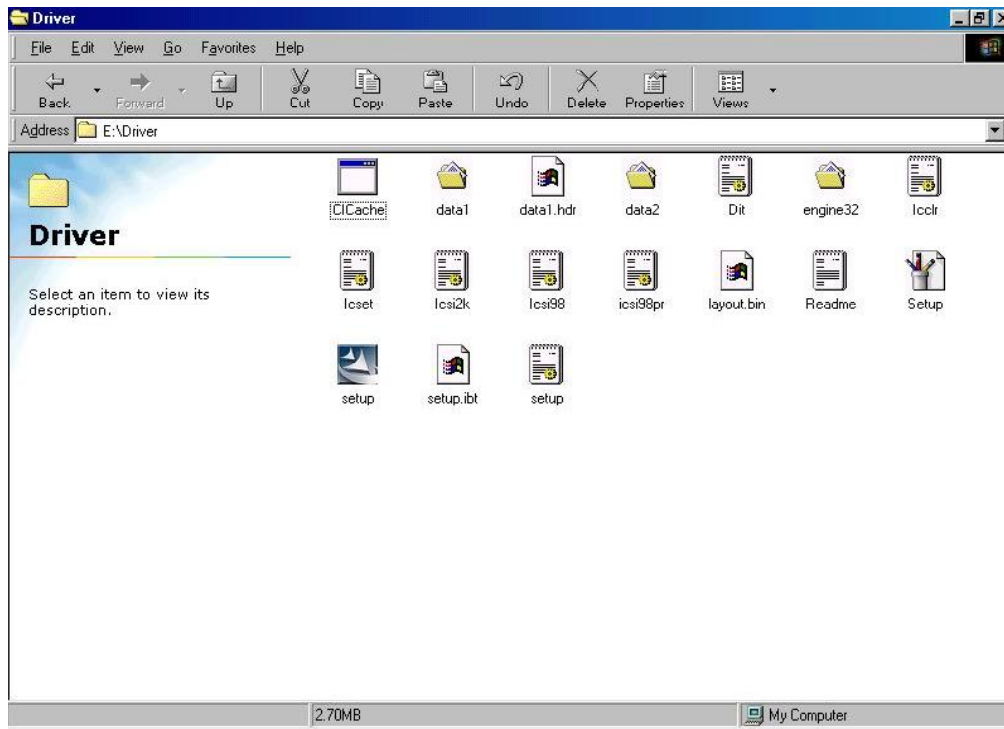 Driver
File Edit View Go Favorites Help
Back Forward Up Cut Copy Paste Undo Delete Properties Views
Address E:\Driver
Driver
Select an item to view its
description.
ClCache data1 data1.hdr data2 Dit engine32 Icclr
Icset Icsi2k Icsi98 icsi98pr layout.bin Readme Setup
setup setup.ibt setup
2.70MB My Computer